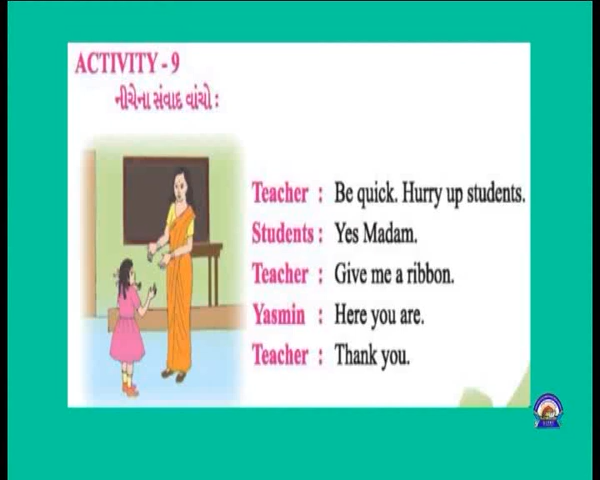 ACTIVITY - 9
નીચેના સંવાદ વાંચો :
Teacher : Be quick. Hurry up students.
Students : Yes Madam.
Teacher : Give me a ribbon.
Yasmin : Here you are.
Teacher : Thank you.